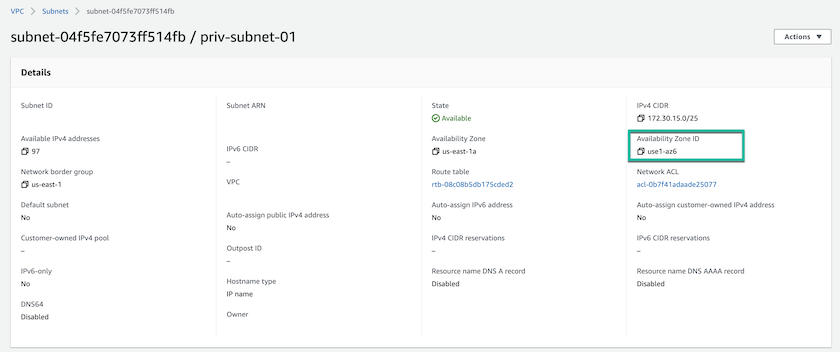 VPC > Subnets > subnet-04f5fe7073ff514fb
subnet-04f5fe7073ff514fb / priv-subnet-01
Actions
Details
Subnet ID
Available IPv4 addresses
97
Network border group
us-east-1
Default subnet
No
Customer-owned IPv4 pool
–
IPv6-only
No
DNS64
Disabled
Subnet ARN
IPv6 CIDR
–
VPC
Auto-assign public IPv4 address
No
Outpost ID
–
Hostname type
IP name
Owner
State
Available
Availability Zone
us-east-1a
Route table
rtb-08c08b5db175cded2
Auto-assign IPv6 address
No
IPv4 CIDR reservations
–
Resource name DNS A record
Disabled
IPv4 CIDR
172.30.15.0/25
Availability Zone ID
use1-az6
Network ACL
acl-0b7f41adaade25077
Auto-assign customer-owned IPv4 address
No
IPv6 CIDR reservations
–
Resource name DNS AAAA record
Disabled